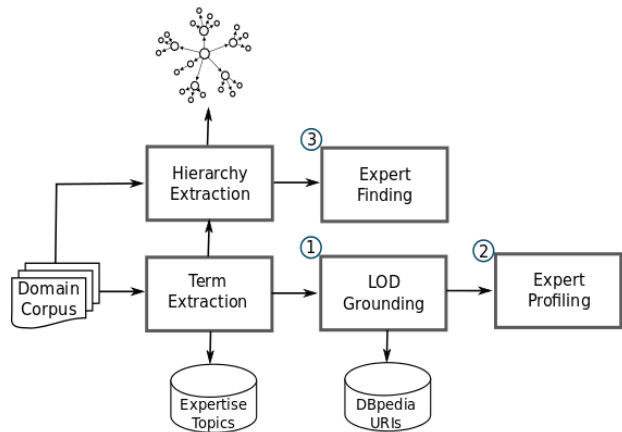 3
Hierarchy
Extraction
Expert
Finding
1
2
Domain
Corpus
Term
Extraction
LOD
Grounding
Expert
Profiling
Expertise
Topics
DBpedia
URIs